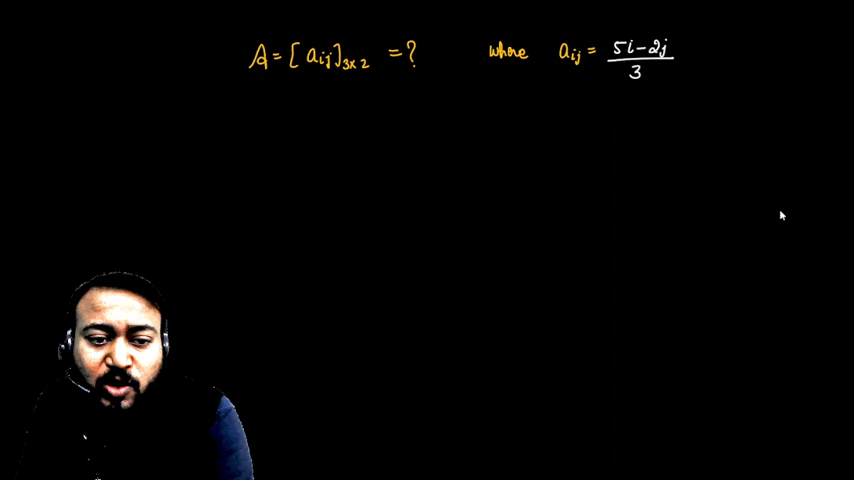 A = [aij]3x2 = ? where aij = 5i-2j/3